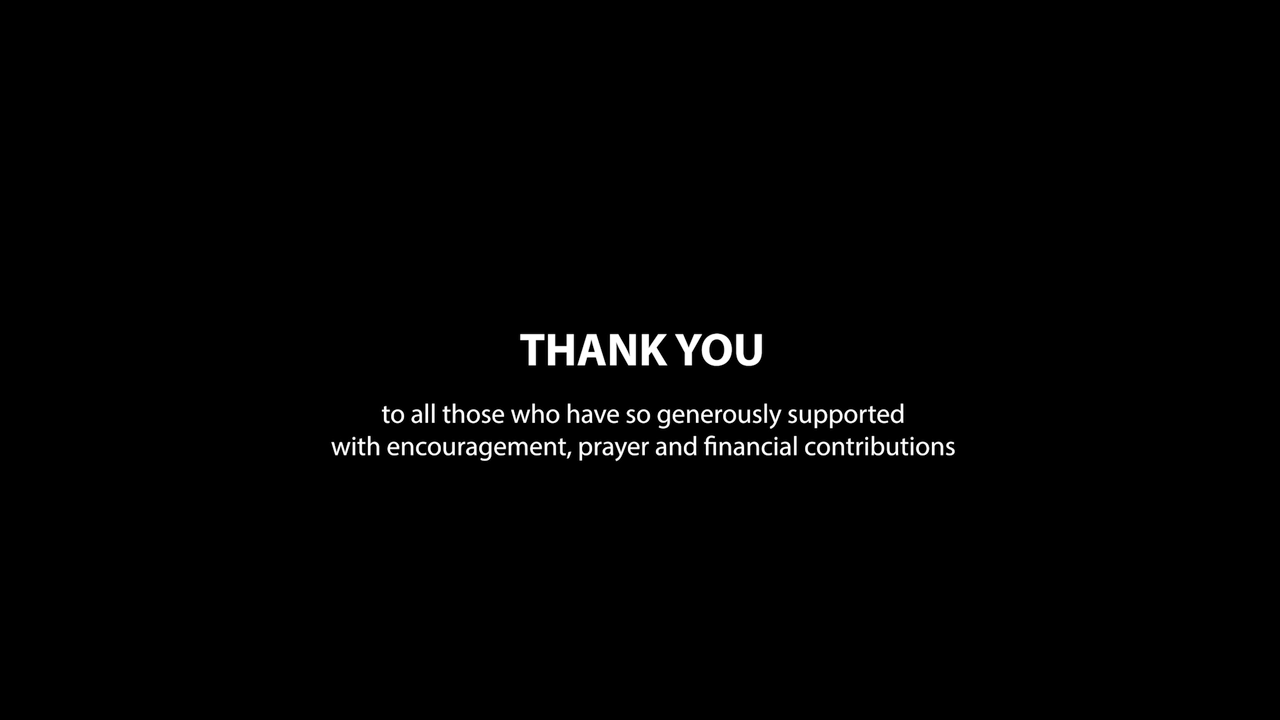 THANK YOU
to all those who have so generously supported
with encouragement, prayer and financial contributions